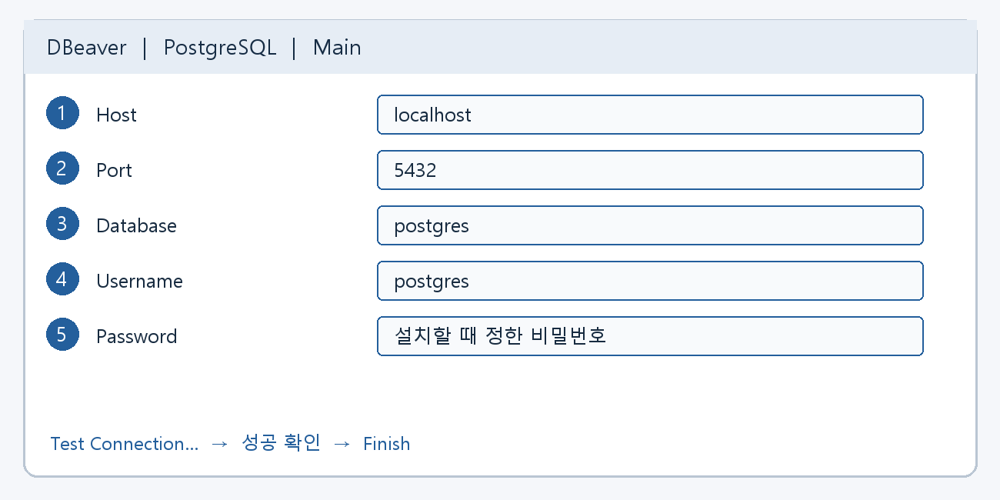 DBeaver | PostgreSQL | Main
1 Host localhost
2 Port 5432
3 Database postgres
4 Username postgres
5 Password 설치할 때 정한 비밀번호
Test Connection... → 성공 확인 → Finish